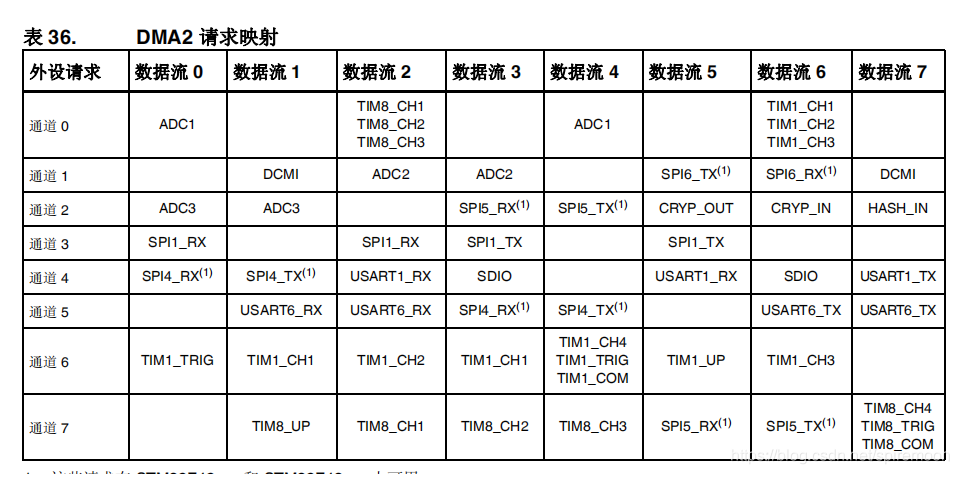 表 36. DMA2 请求映射
外设请求 数据流 0 数据流 1 数据流 2 数据流 3 数据流 4 数据流 5 数据流 6 数据流 7
通道 0 ADC1 TIM8_CH1 TIM8_CH2 TIM8_CH3 ADC1 TIM1_CH1 TIM1_CH2 TIM1_CH3
通道 1 DCMI ADC2 ADC2 SPI6_TX(1) SPI6_RX(1) DCMI
通道 2 ADC3 ADC3 SPI5_RX(1) SPI5_TX(1) CRYP_OUT CRYP_IN HASH_IN
通道 3 SPI1_RX SPI1_RX SPI1_TX SPI1_TX
通道 4 SPI4_RX(1) SPI4_TX(1) USART1_RX SDIO USART1_RX SDIO USART1_TX
通道 5 USART6_RX USART6_RX SPI4_RX(1) SPI4_TX(1) USART6_TX USART6_TX
通道 6 TIM1_TRIG TIM1_CH1 TIM1_CH2 TIM1_CH1 TIM1_CH4 TIM1_TRIG TIM1_COM TIM1_UP TIM1_CH3
通道 7 TIM8_UP TIM8_CH1 TIM8_CH2 TIM8_CH3 SPI5_RX(1) SPI5_TX(1) TIM8_CH4 TIM8_TRIG TIM8_COM